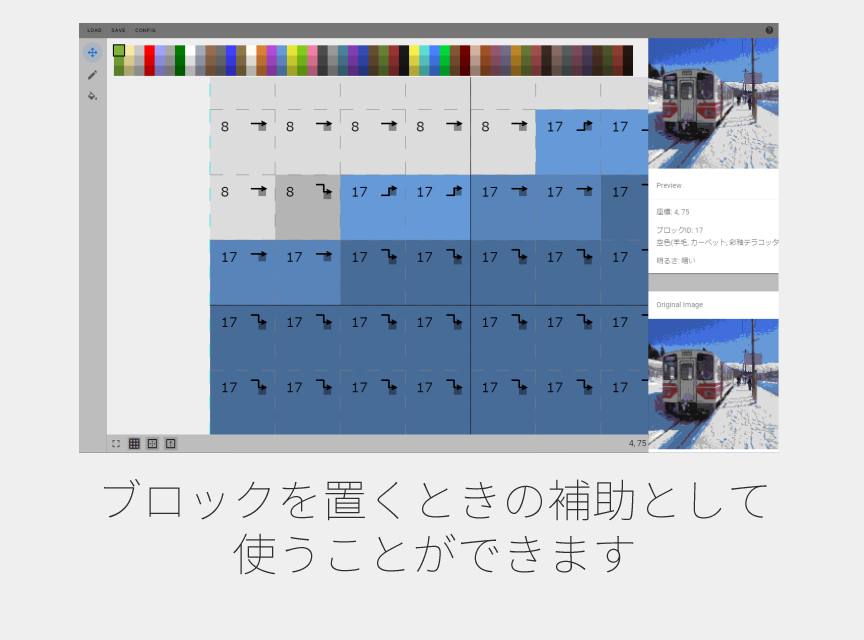 LOAD SAVE CONFIG
8 8 8 8 8 17 17
8 8 17 17 17 17 17
17 17 17 17 17 17 17
17 17 17 17 17 17 17
17 17 17 17 17 17 17
4, 75
Preview
座標: 4, 75
ブロックID: 17
空色(羊毛, カーペット, 彩釉テラコッタ
明るさ: 暗い
Original Image
ブロックを置くときの補助として
使うことができます